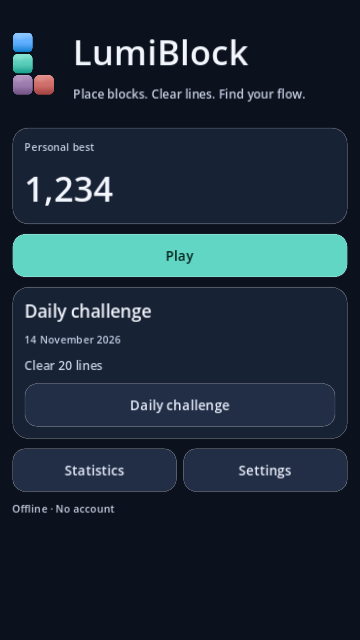 LumiBlock
Place blocks. Clear lines. Find your flow.
Personal best
1,234
Play
Daily challenge
14 November 2026
Clear 20 lines
Daily challenge
Statistics
Settings
Offline · No account